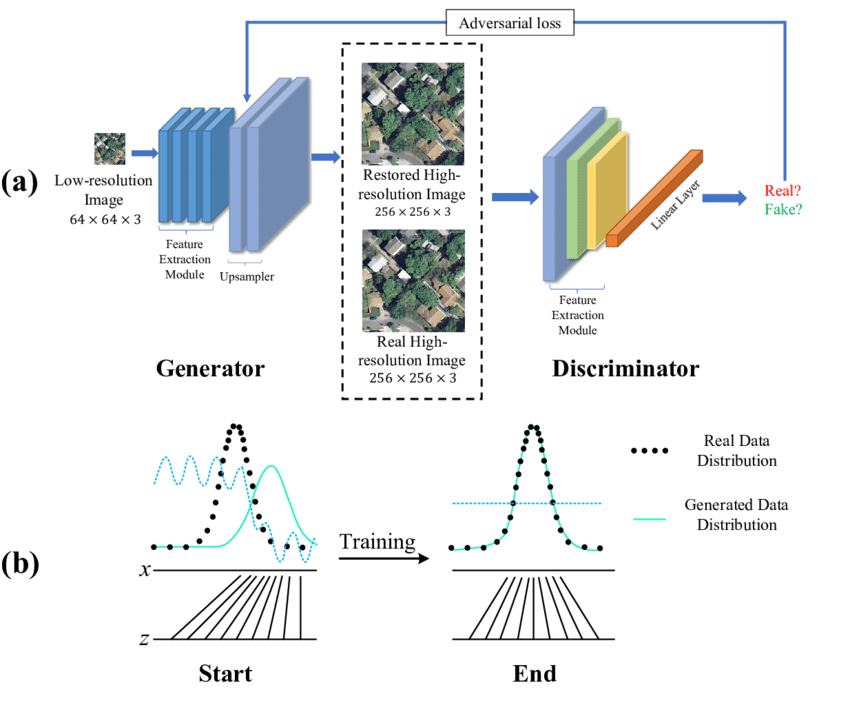 Adversarial loss
(a)
Low-resolution
Image
64 × 64 × 3
Feature
Extraction
Module
Upsampler
Restored High-
resolution Image
256 × 256 × 3
Real High-
resolution Image
256 × 256 × 3
Feature
Extraction
Module
Linear Layer
Real?
Fake?
Generator
Discriminator
(b)
x
z
Start
Training
End
Real Data
Distribution
Generated Data
Distribution
x
z